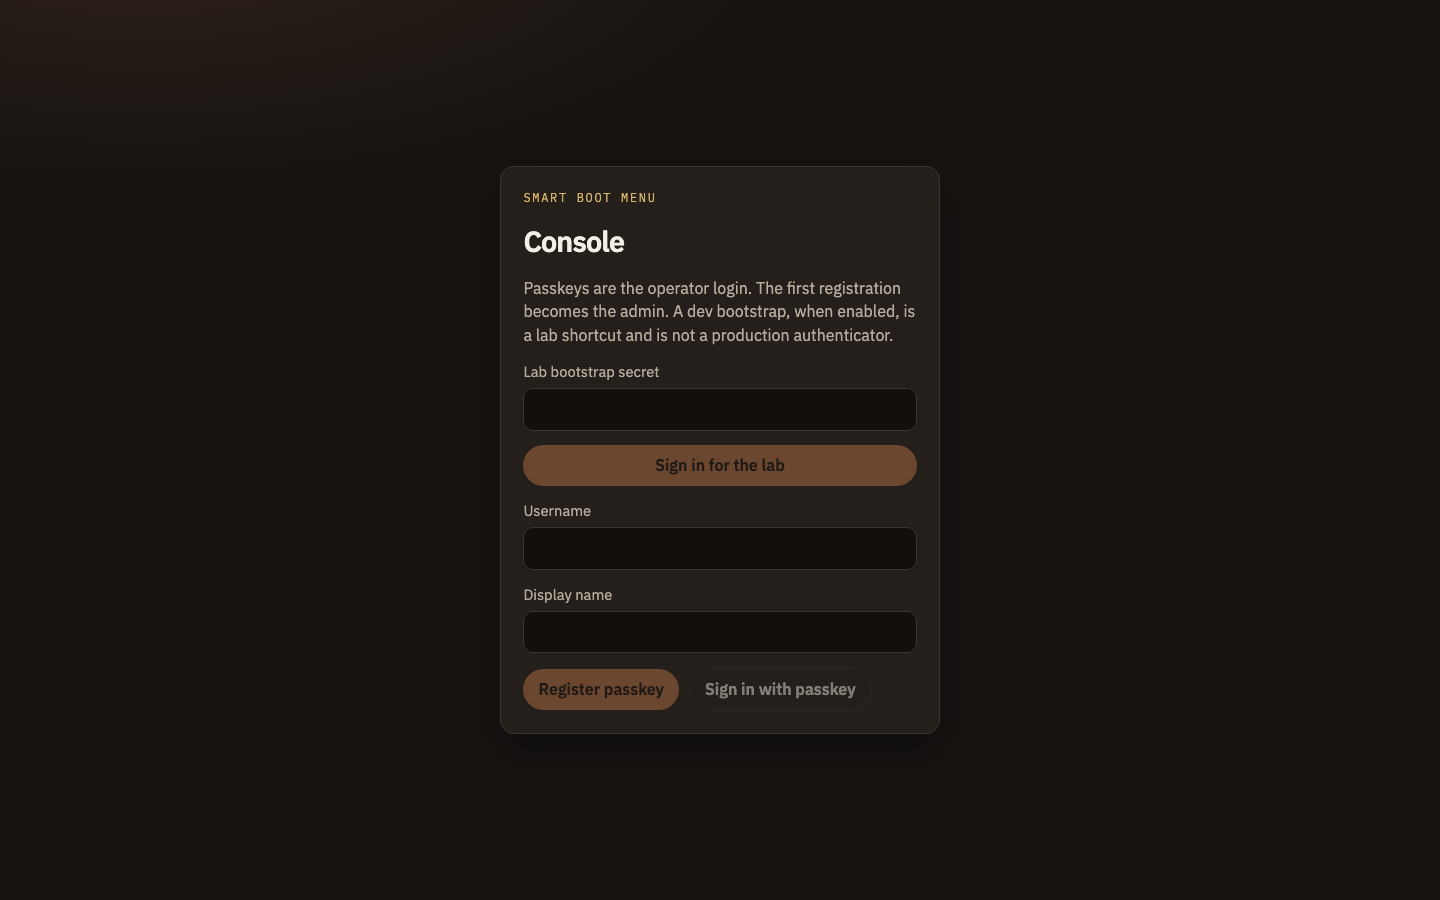 SMART BOOT MENU
Console
Passkeys are the operator login. The first registration
becomes the admin. A dev bootstrap, when enabled, is
a lab shortcut and is not a production authenticator.
Lab bootstrap secret
Sign in for the lab
Username
Display name
Register passkey
Sign in with passkey